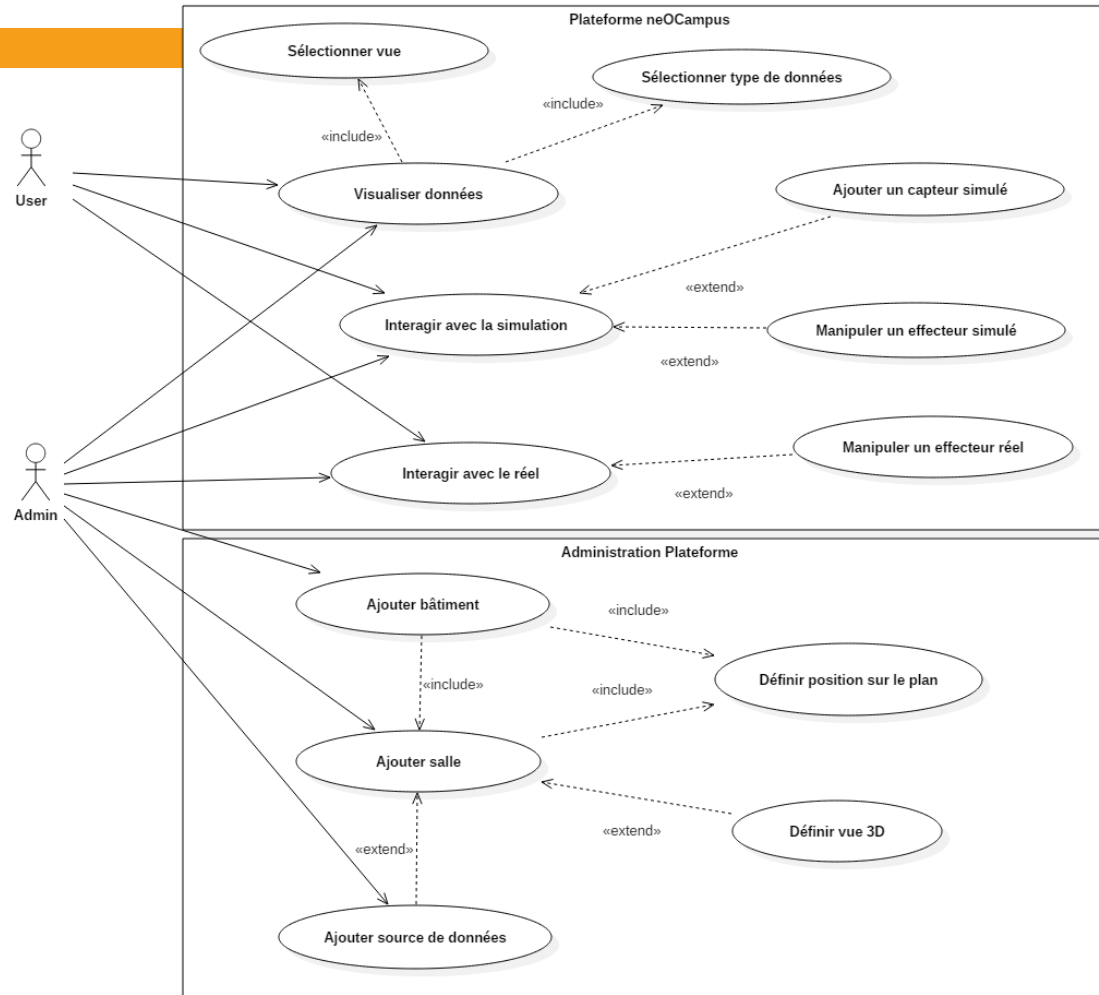 Plateforme neOCampus
Sélectionner vue
Sélectionner type de données
«include»
«include»
User
Visualiser données
Ajouter un capteur simulé
«extend»
Interagir avec la simulation
Manipuler un effecteur simulé
«extend»
Admin
Interagir avec le réel
Manipuler un effecteur réel
«extend»
Administration Plateforme
Ajouter bâtiment
«include»
«include»
«include»
Définir position sur le plan
Ajouter salle
Définir vue 3D
«extend»
«extend»
Ajouter source de données